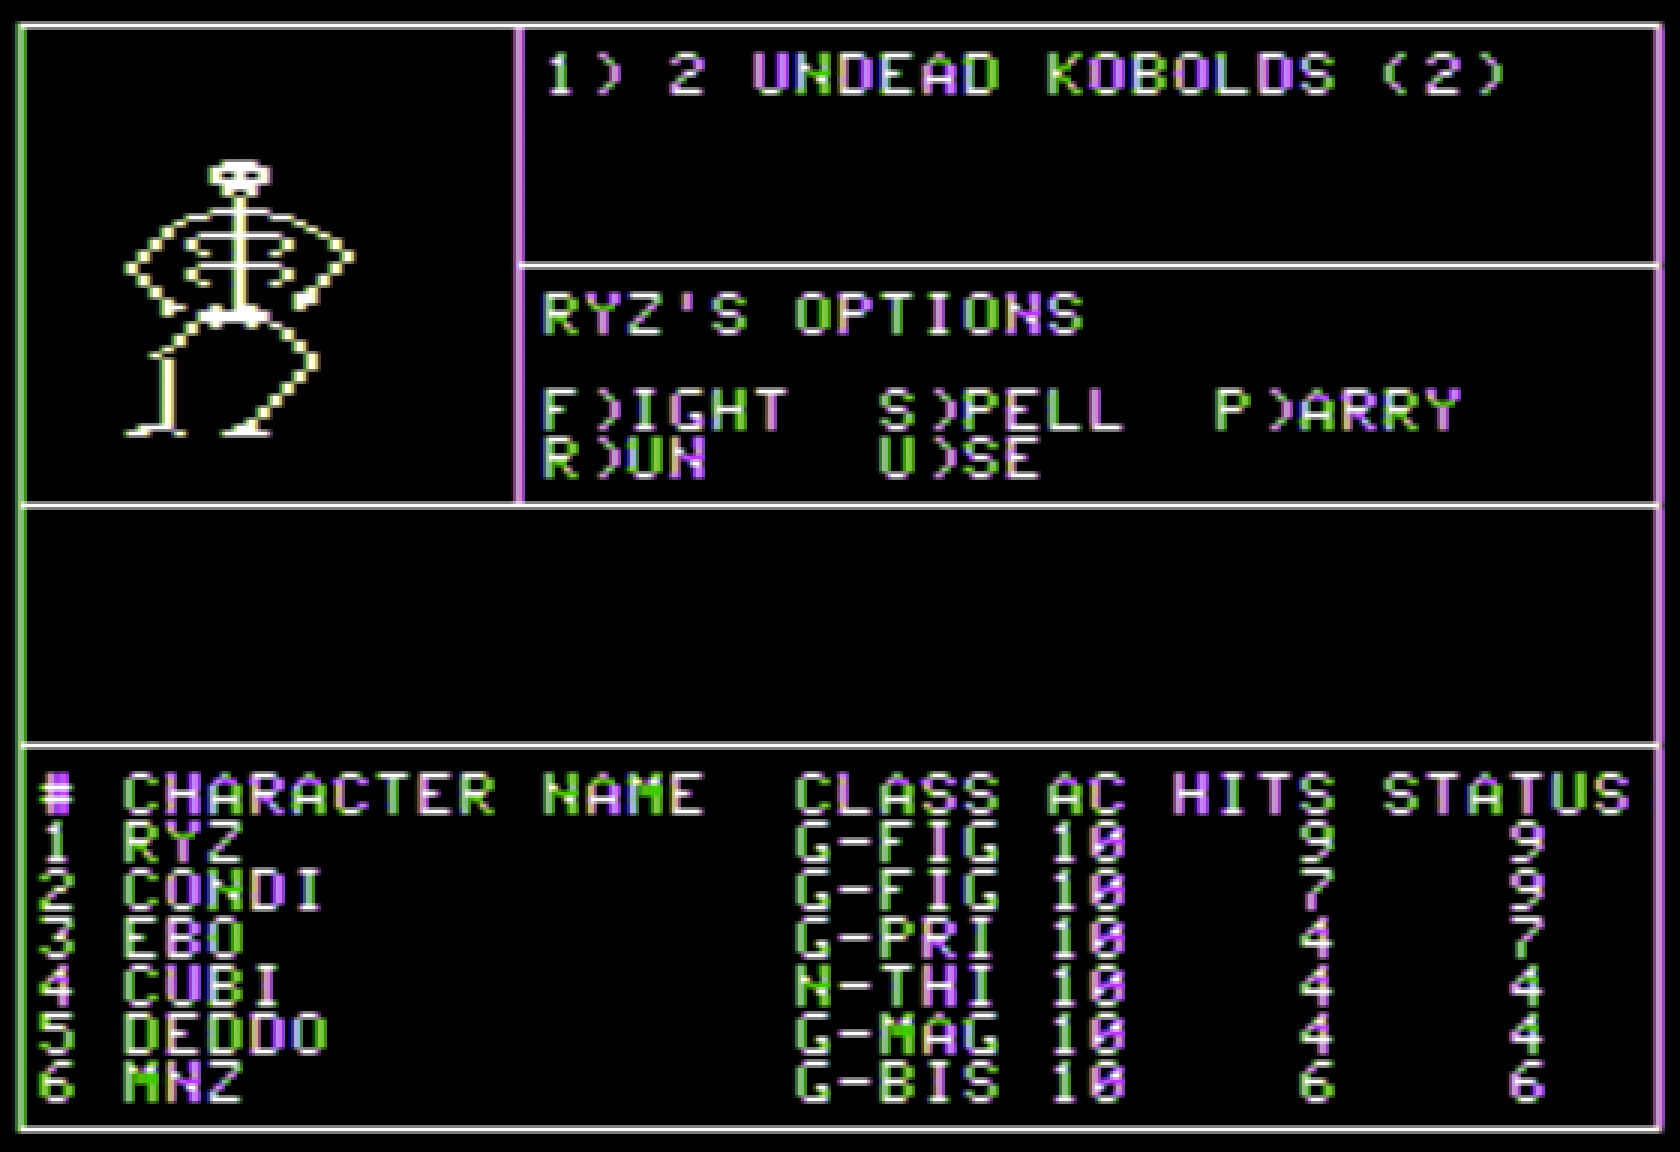 1) 2 UNDEAD KOBOLDS (2)
RYZ'S OPTIONS
F)IGHT S)PELL P)ARRY
R)UN U)SE
# CHARACTER NAME CLASS AC HITS STATUS
1 RYZ G-FIG 10 9 9
2 CONDI G-FIG 10 7 9
3 EBO G-PRI 10 4 7
4 CUBI N-THI 10 4 4
5 DEDDO G-MAG 10 4 4
6 MNZ G-BIS 10 6 6